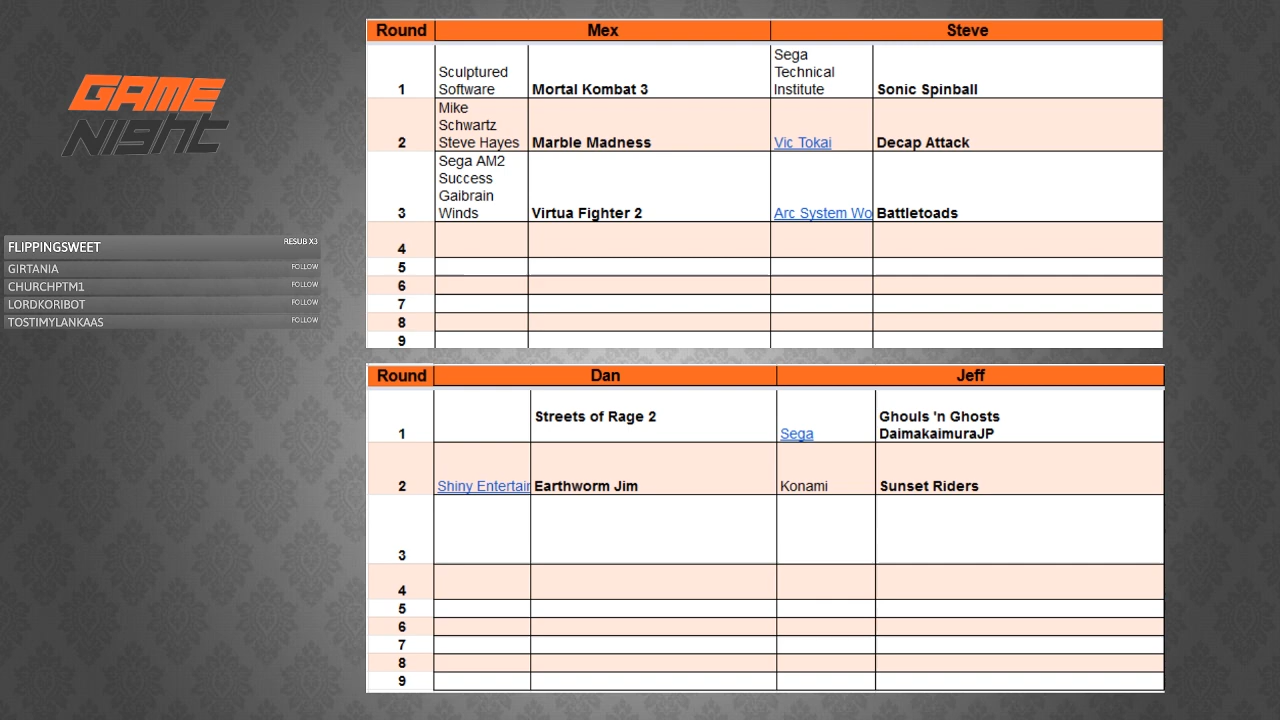 GAME
NIGHT
FLIPPINGSWEET RESUB X3
GIRTANIA FOLLOW
CHURCHPTM1 FOLLOW
LORDKORIBOT FOLLOW
TOSTIMYLANKAAS FOLLOW
Round Mex Steve
Sculptured
Software
Sega
Technical
Institute
1 Mortal Kombat 3 Sonic Spinball
Mike
Schwartz
Steve Hayes
2 Marble Madness Vic Tokai Decap Attack
Sega AM2
Success
Gaibrain
Winds
3 Virtua Fighter 2 Arc System Wo Battletoads
4
5
6
7
8
9
Round Dan Jeff
Streets of Rage 2 Ghouls 'n Ghosts
1 Sega DaimakaimuraJP
2 Shiny Entertair Earthworm Jim Konami Sunset Riders
3
4
5
6
7
8
9